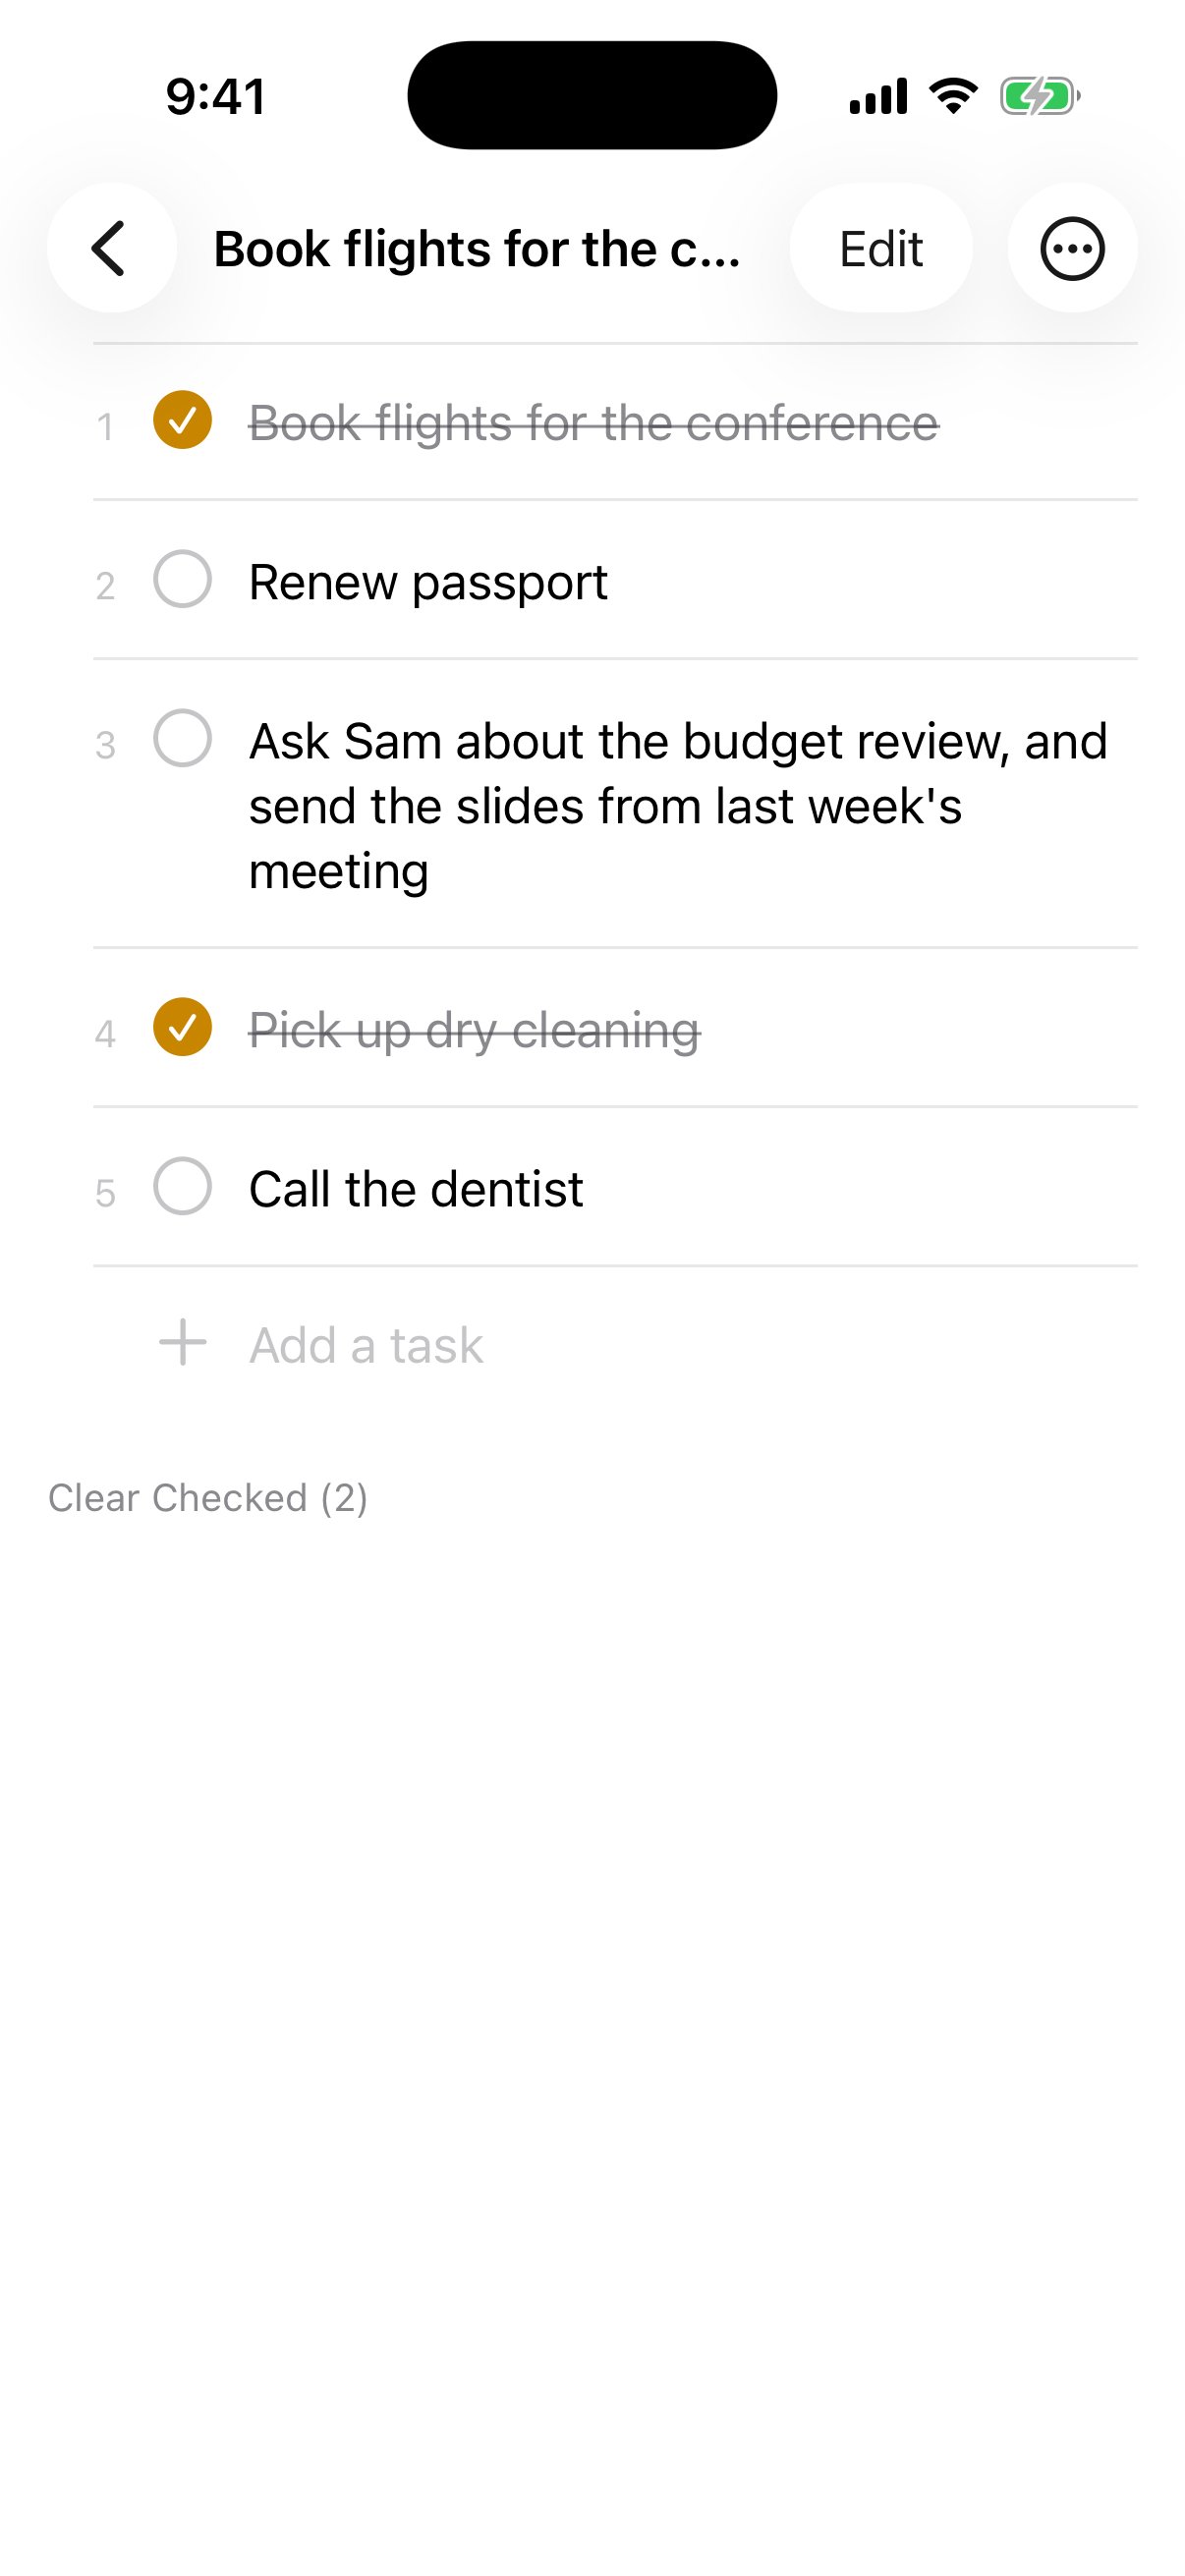 9:41
Book flights for the c...
Edit
1 Book flights for the conference
2 Renew passport
3 Ask Sam about the budget review, and
send the slides from last week's
meeting
4 Pick up dry cleaning
5 Call the dentist
Add a task
Clear Checked (2)